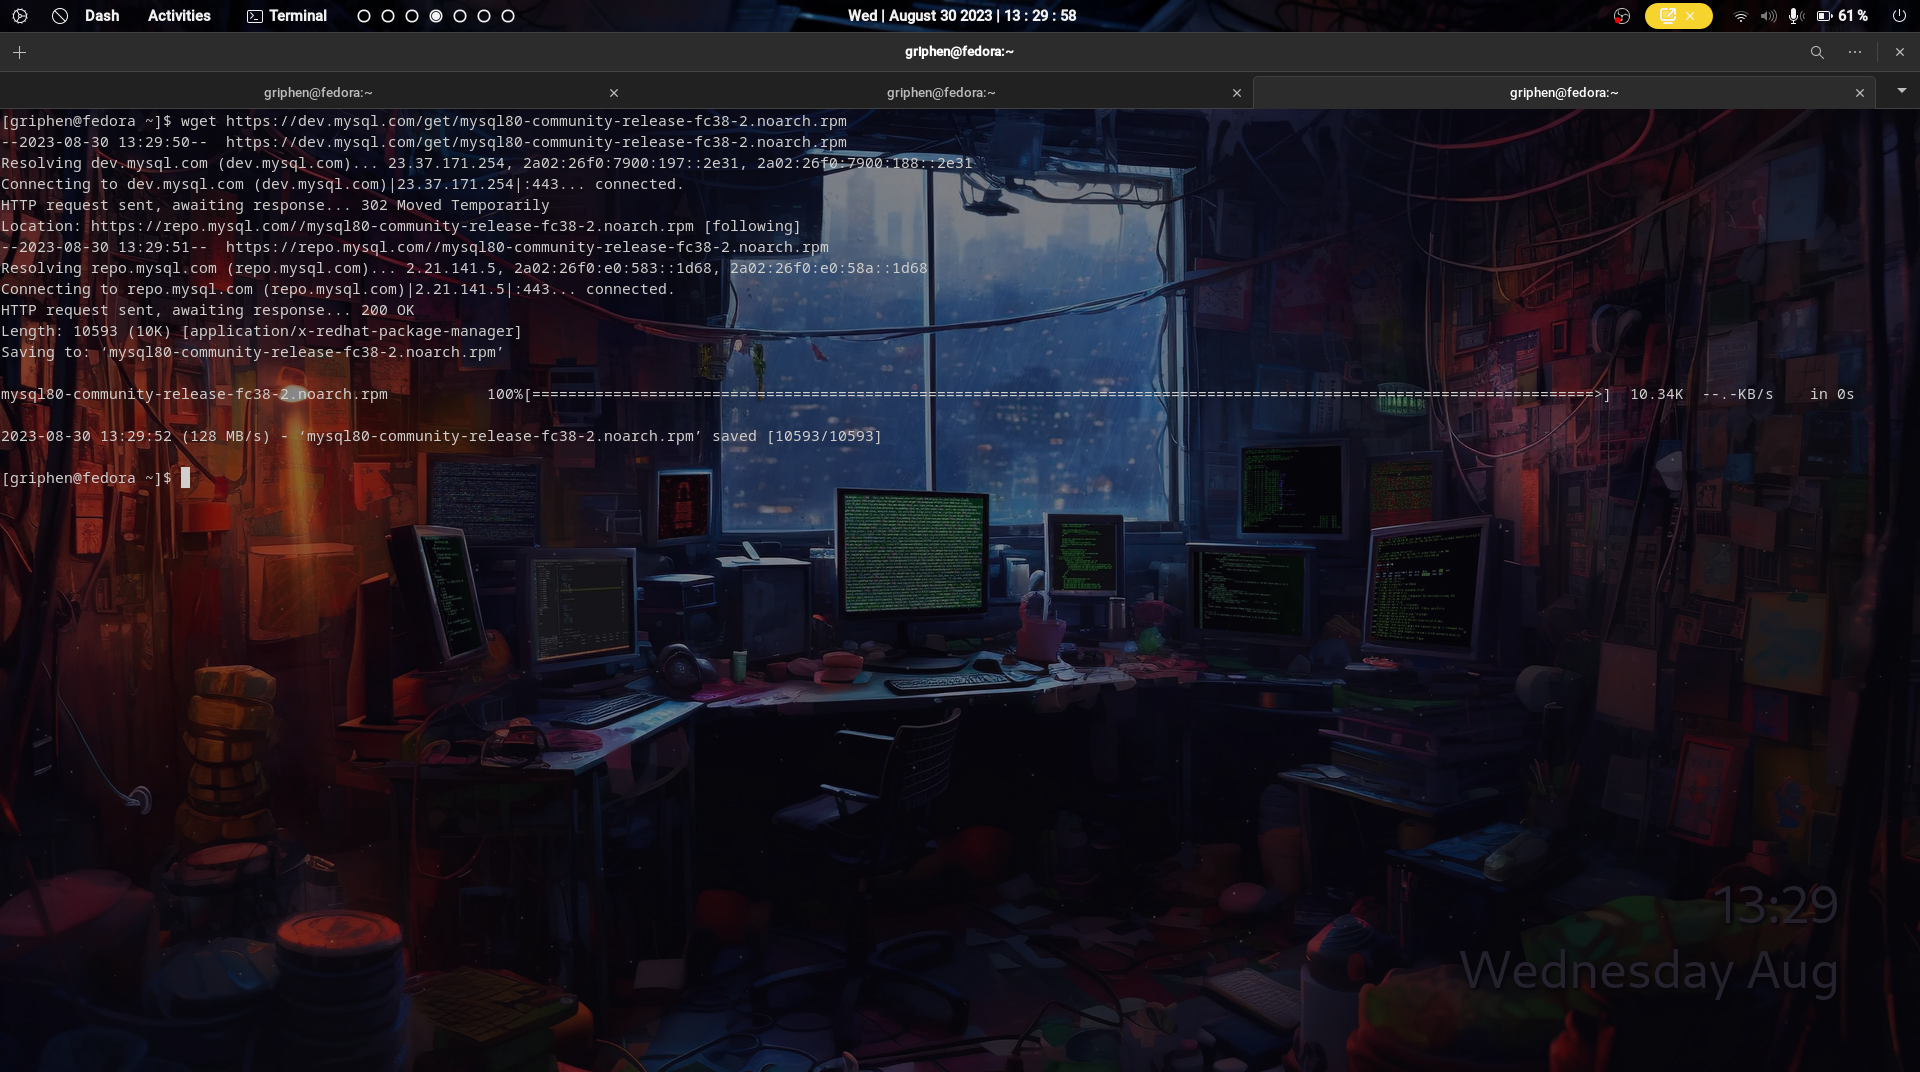 Dash Activities Terminal Wed | August 30 2023 | 13 : 29 : 58 61 %
griphen@fedora:~
griphen@fedora:~ griphen@fedora:~ griphen@fedora:~
[griphen@fedora ~]$ wget https://dev.mysql.com/get/mysql80-community-release-fc38-2.noarch.rpm
--2023-08-30 13:29:50--  https://dev.mysql.com/get/mysql80-community-release-fc38-2.noarch.rpm
Resolving dev.mysql.com (dev.mysql.com)... 23.37.171.254, 2a02:26f0:7900:197::2e31, 2a02:26f0:7900:188::2e31
Connecting to dev.mysql.com (dev.mysql.com)|23.37.171.254|:443... connected.
HTTP request sent, awaiting response... 302 Moved Temporarily
Location: https://repo.mysql.com//mysql80-community-release-fc38-2.noarch.rpm [following]
--2023-08-30 13:29:51--  https://repo.mysql.com//mysql80-community-release-fc38-2.noarch.rpm
Resolving repo.mysql.com (repo.mysql.com)... 2.21.141.5, 2a02:26f0:e0:583::1d68, 2a02:26f0:e0:58a::1d68
Connecting to repo.mysql.com (repo.mysql.com)|2.21.141.5|:443... connected.
HTTP request sent, awaiting response... 200 OK
Length: 10593 (10K) [application/x-redhat-package-manager]
Saving to: ‘mysql80-community-release-fc38-2.noarch.rpm’
mysql80-community-release-fc38-2.noarch.rpm 100%[======================================================================================================================>] 10.34K --.-KB/s in 0s
2023-08-30 13:29:52 (128 MB/s) - ‘mysql80-community-release-fc38-2.noarch.rpm’ saved [10593/10593]
[griphen@fedora ~]$
13:29
Wednesday Aug